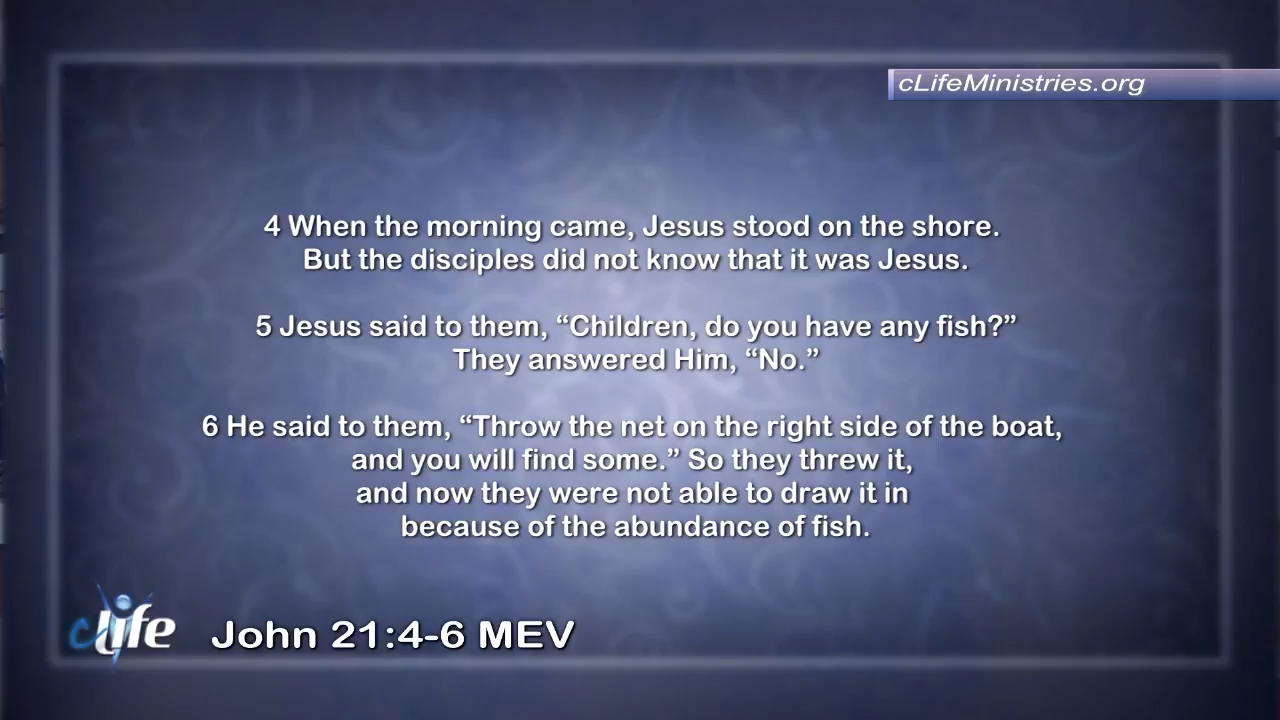 cLifeMinistries.org
4 When the morning came, Jesus stood on the shore.
But the disciples did not know that it was Jesus.
5 Jesus said to them, “Children, do you have any fish?”
They answered Him, “No.”
6 He said to them, “Throw the net on the right side of the boat,
and you will find some.” So they threw it,
and now they were not able to draw it in
because of the abundance of fish.
cLife
John 21:4-6 MEV